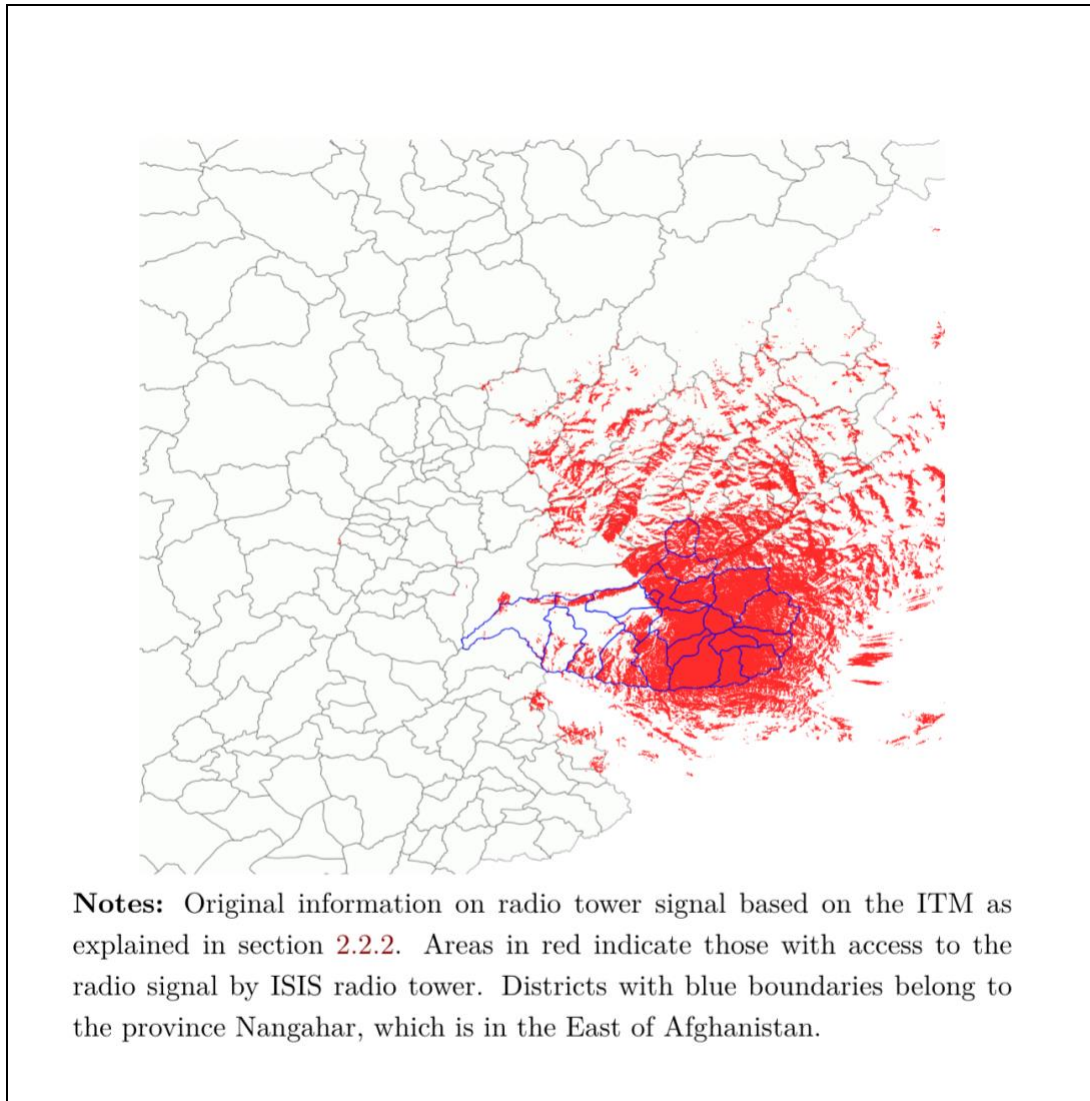 Notes: Original information on radio tower signal based on the ITM as
explained in section 2.2.2. Areas in red indicate those with access to the
radio signal by ISIS radio tower. Districts with blue boundaries belong to
the province Nangahar, which is in the East of Afghanistan.